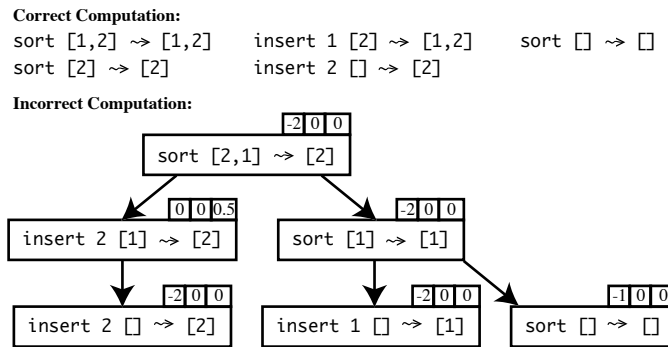 Correct Computation:
sort [1,2] ⤳ [1,2] insert 1 [2] ⤳ [1,2] sort [] ⤳ []
sort [2] ⤳ [2] insert 2 [] ⤳ [2]
Incorrect Computation:
-2 0 0
sort [2,1] ⤳ [2]
0 0 0.5 -2 0 0
insert 2 [1] ⤳ [2] sort [1] ⤳ [1]
-2 0 0 -2 0 0 -1 0 0
insert 2 [] ⤳ [2] insert 1 [] ⤳ [1] sort [] ⤳ []